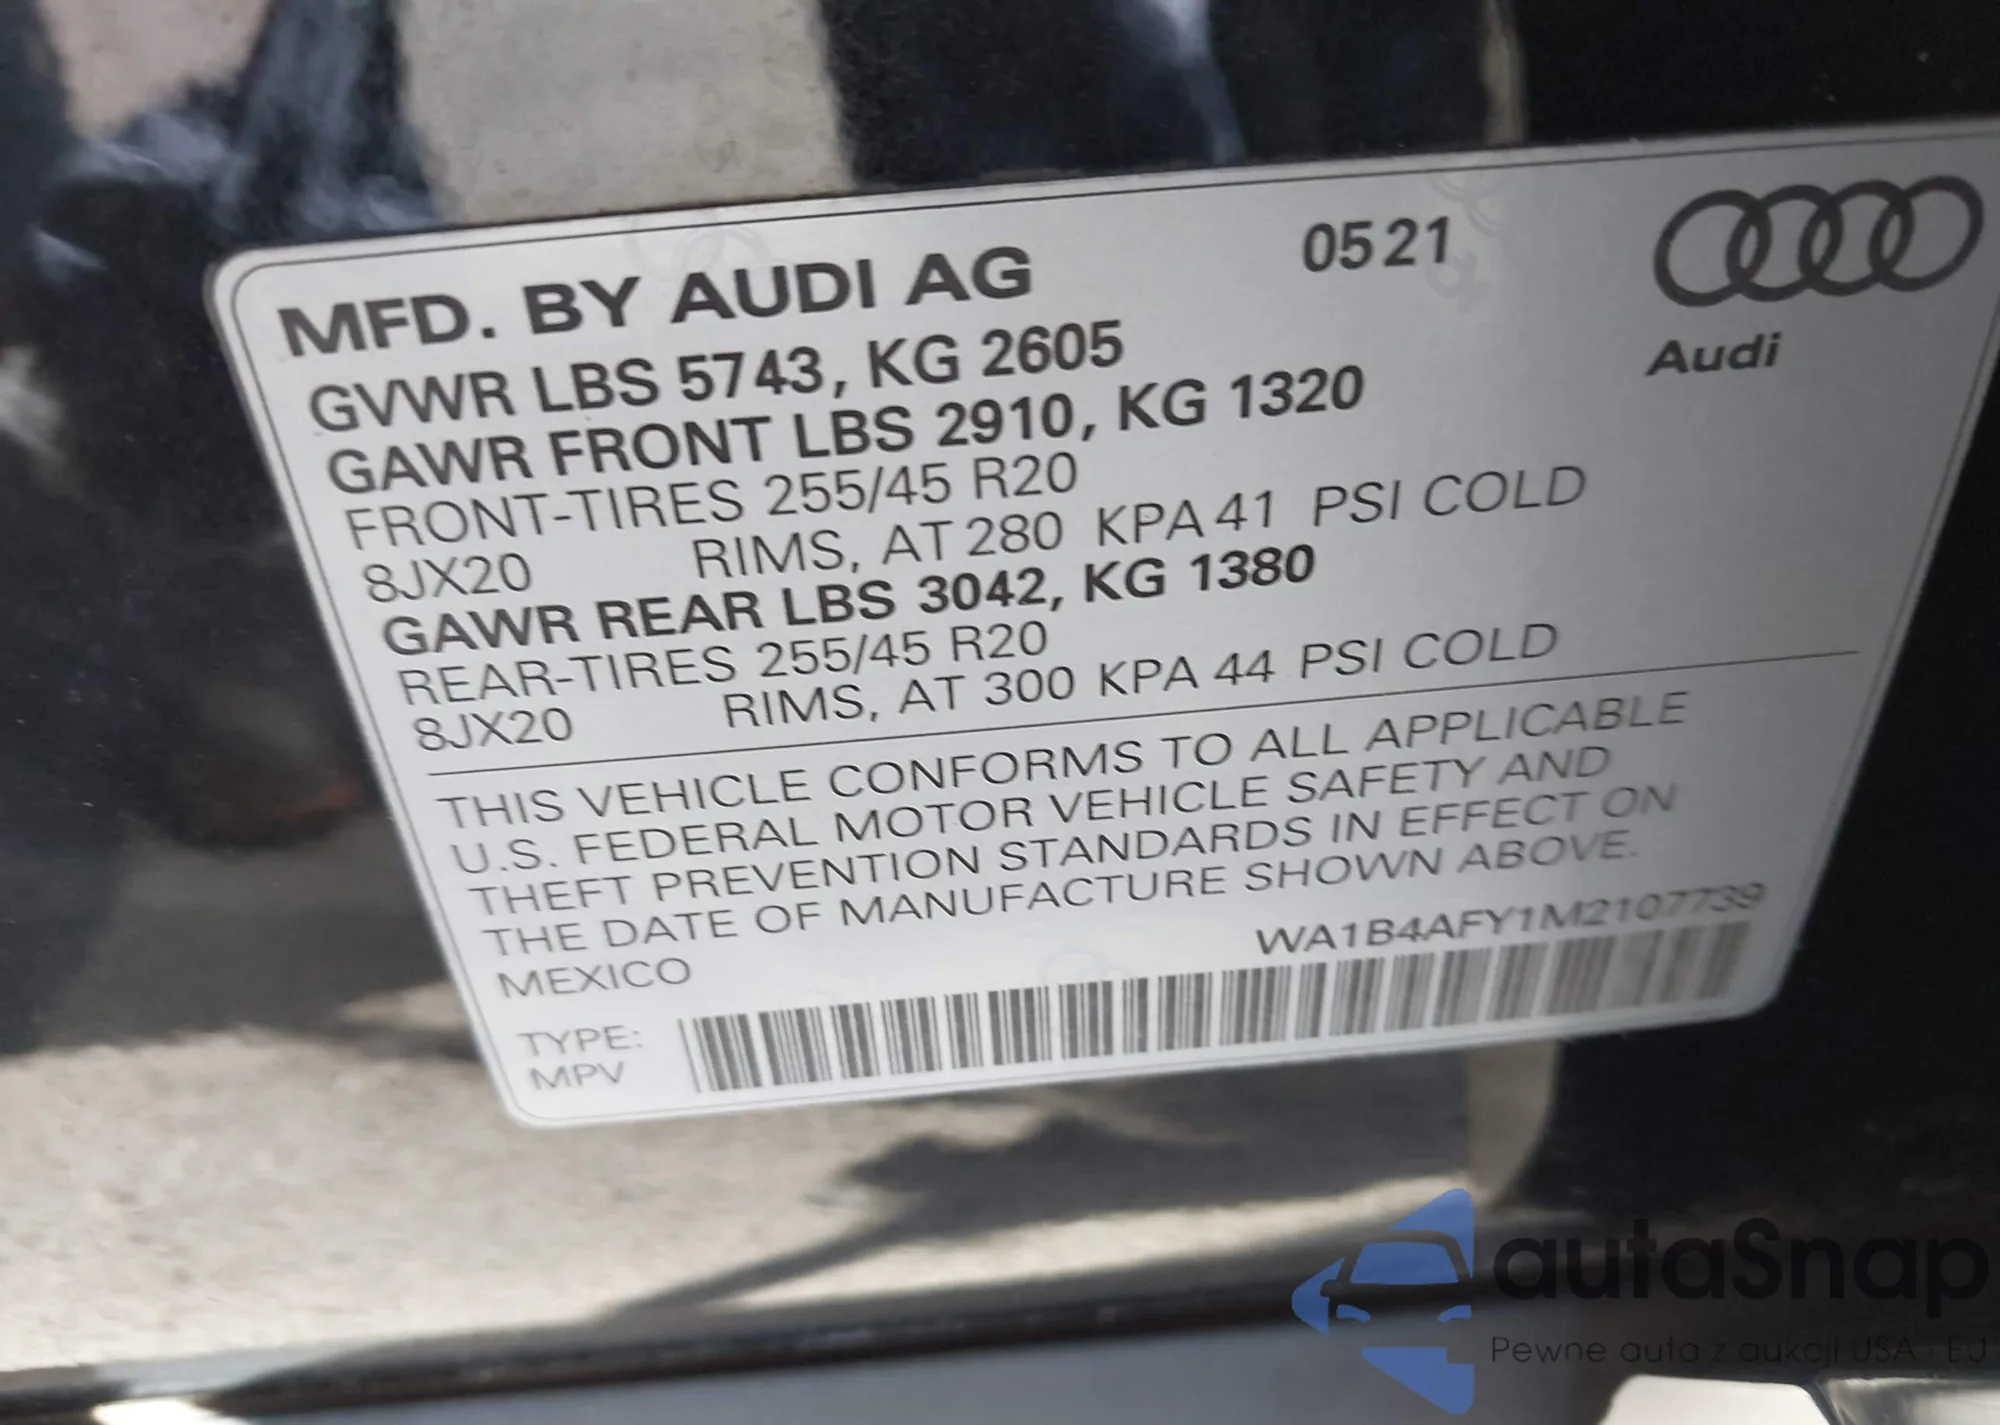 MFD. BY AUDI AG 0521
Audi
GVWR LBS 5743, KG 2605
GAWR FRONT LBS 2910, KG 1320
FRONT-TIRES 255/45 R20
8JX20 RIMS, AT 280 KPA 41 PSI COLD
GAWR REAR LBS 3042, KG 1380
REAR-TIRES 255/45 R20
8JX20 RIMS, AT 300 KPA 44 PSI COLD
THIS VEHICLE CONFORMS TO ALL APPLICABLE
U.S. FEDERAL MOTOR VEHICLE SAFETY AND
THEFT PREVENTION STANDARDS IN EFFECT ON
THE DATE OF MANUFACTURE SHOWN ABOVE.
MEXICO WA1B4AFY1M2107739
TYPE:
MPV
autaSnap
Pewne auta z aukcji USA i EU